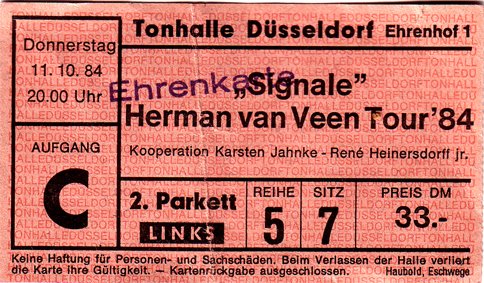 Tonhalle Düsseldorf Ehrenhof 1
Donnerstag
11.10.84
20.00 Uhr
Ehrenkarte
„Signale”
Herman van Veen Tour '84
Kooperation Karsten Jahnke - René Heinersdorff jr.
AUFGANG
C
2. Parkett
LINKS
REIHE
5
SITZ
7
PREIS DM
33.-
Keine Haftung für Personen- und Sachschäden. Beim Verlassen der Halle verliert
die Karte ihre Gültigkeit. – Kartenrückgabe ausgeschlossen. Haubold, Eschwege